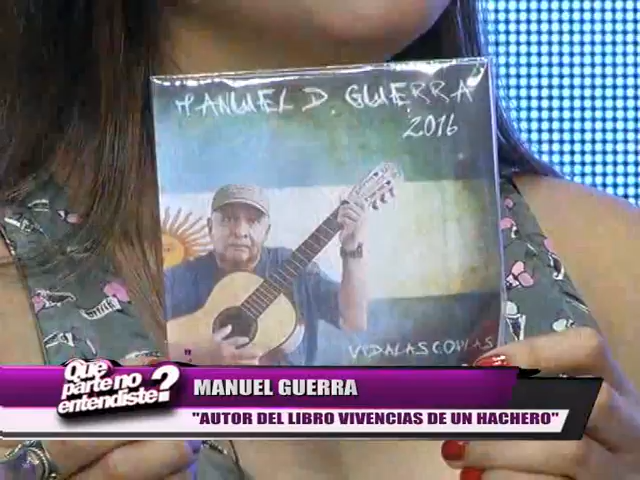 MANUEL D. GUERRA
2016
VIDALAS COPLAS
Que
parte no
entendiste?
MANUEL GUERRA
"AUTOR DEL LIBRO VIVENCIAS DE UN HACHERO"